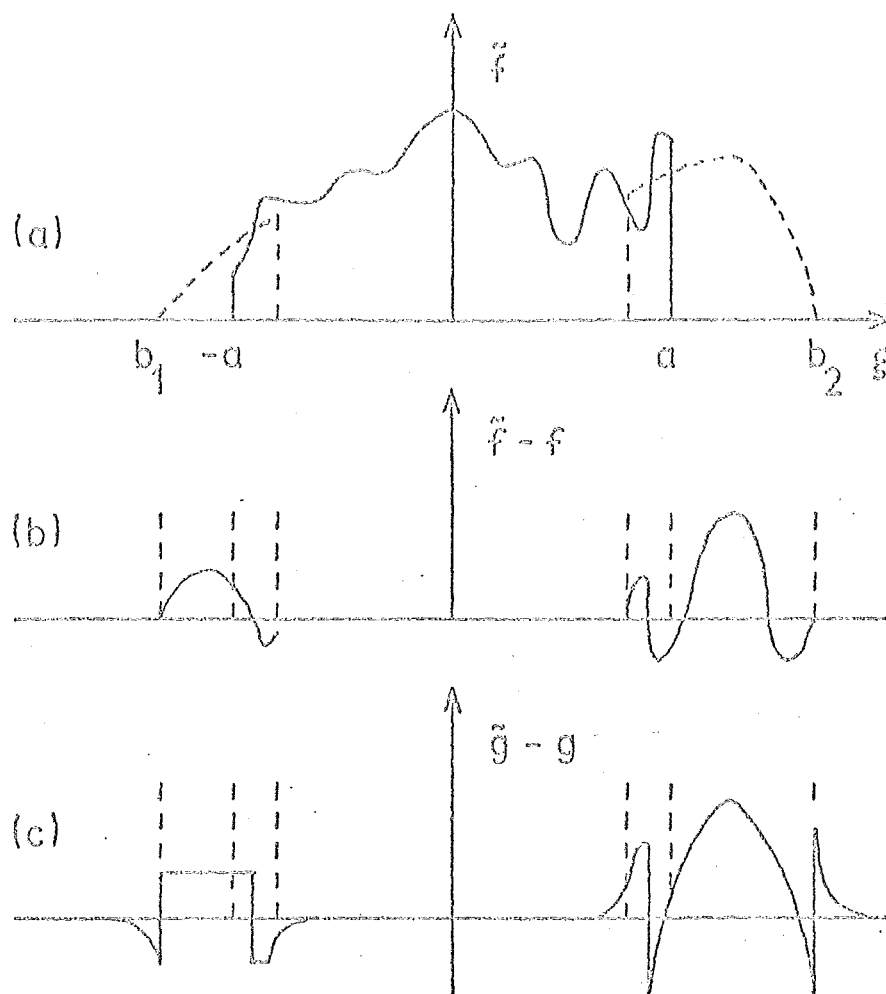 f̃
(a)
b₁ -a a b₂ ξ
f̃ - f
(b)
g̃ - g
(c)